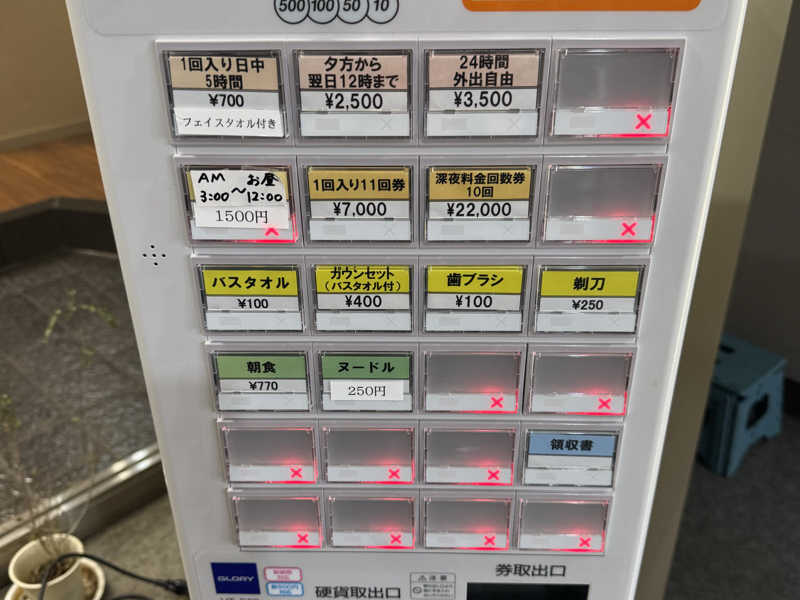 500 100 50 10
1回入り日中
5時間
¥700
フェイスタオル付き
夕方から
翌日12時まで
¥2,500
24時間
外出自由
¥3,500
AM お昼
3:00～12:00
1500円
1回入り11回券
¥7,000
深夜料金回数券
10回
¥22,000
バスタオル
¥100
ガウンセット
（バスタオル付）
¥400
歯ブラシ
¥100
剃刀
¥250
朝食
¥770
ヌードル
250円
領収書
GLORY
硬貨取出口
注意
券取出口